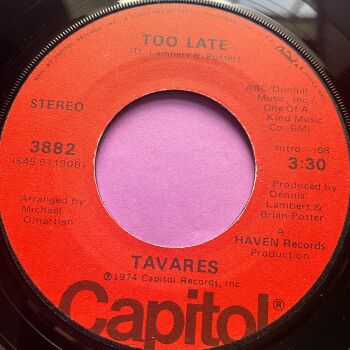 TOO LATE
(D. Lambert B. Potter)
STEREO
3882
(S45-91190B)
Arranged by
Michael
Omartian
ABC/Dunhill
Music, Inc./
One Of A
Kind Music
Co. BMI
Intro.—:08
3:30
Produced by
Dennis
Lambert &
Brian Potter
A
HAVEN Records
Production
TAVARES
℗1974 Capitol Records, Inc.
Capitol®